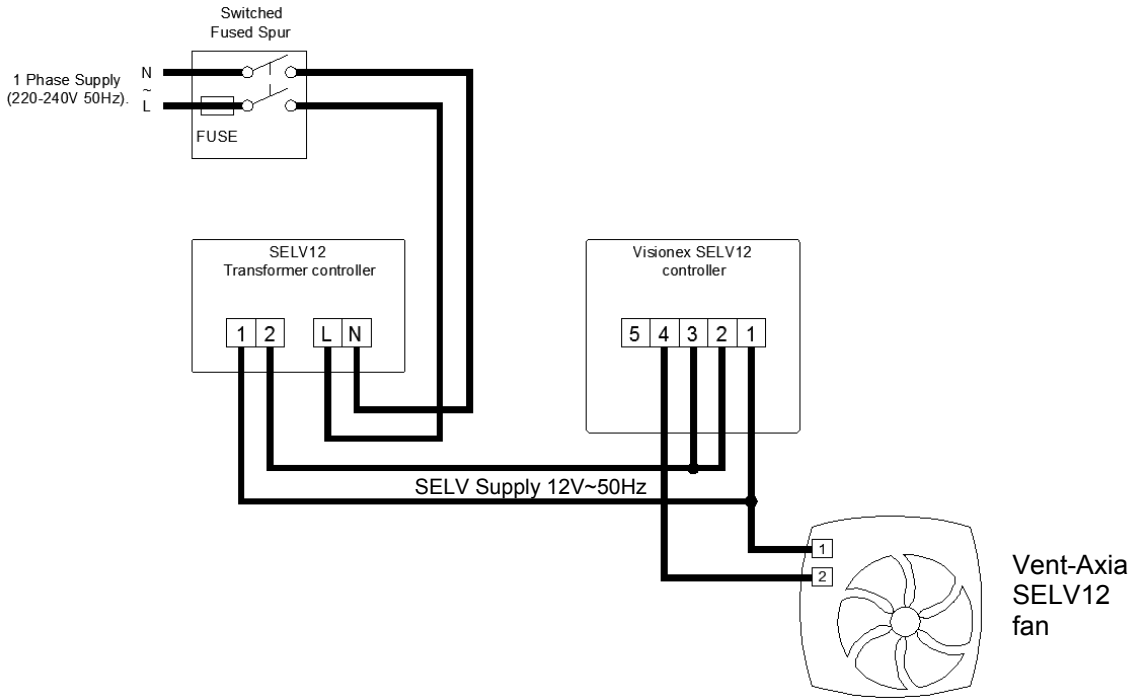 Switched
Fused Spur
1 Phase Supply
(220-240V 50Hz).
N
~
L
FUSE
SELV12
Transformer controller
1 2 L N
Visionex SELV12
controller
5 4 3 2 1
SELV Supply 12V~50Hz
1
2
Vent-Axia
SELV12
fan